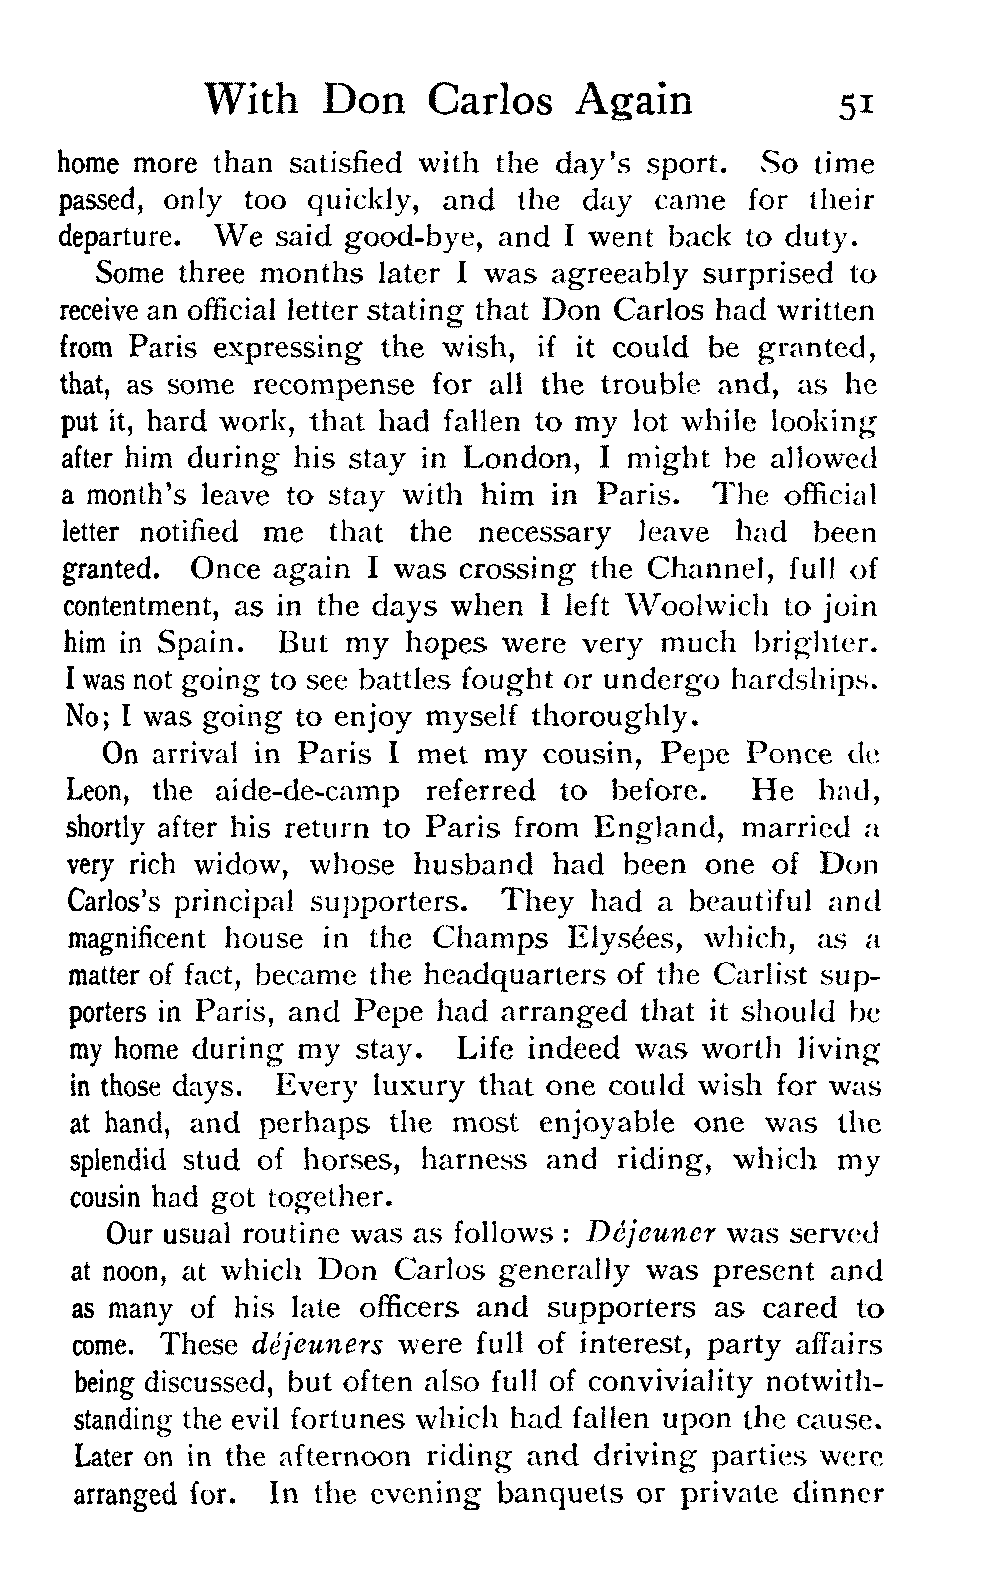 With Don Carlos Again 51
home more than satisfied with the day's sport. So time
passed, only too quickly, and the day came for their
departure. We said good-bye, and I went back to duty.
Some three months later I was agreeably surprised to
receive an official letter stating that Don Carlos had written
from Paris expressing the wish, if it could be granted,
that, as some recompense for all the trouble and, as he
put it, hard work, that had fallen to my lot while looking
after him during his stay in London, I might be allowed
a month's leave to stay with him in Paris. The official
letter notified me that the necessary leave had been
granted. Once again I was crossing the Channel, full of
contentment, as in the days when I left Woolwich to join
him in Spain. But my hopes were very much brighter.
I was not going to see battles fought or undergo hardships.
No; I was going to enjoy myself thoroughly.
On arrival in Paris I met my cousin, Pepe Ponce de
Leon, the aide-de-camp referred to before. He had,
shortly after his return to Paris from England, married a
very rich widow, whose husband had been one of Don
Carlos's principal supporters. They had a beautiful and
magnificent house in the Champs Elysées, which, as a
matter of fact, became the headquarters of the Carlist sup-
porters in Paris, and Pepe had arranged that it should be
my home during my stay. Life indeed was worth living
in those days. Every luxury that one could wish for was
at hand, and perhaps the most enjoyable one was the
splendid stud of horses, harness and riding, which my
cousin had got together.
Our usual routine was as follows : Déjeuner was served
at noon, at which Don Carlos generally was present and
as many of his late officers and supporters as cared to
come. These déjeuners were full of interest, party affairs
being discussed, but often also full of conviviality notwith-
standing the evil fortunes which had fallen upon the cause.
Later on in the afternoon riding and driving parties were
arranged for. In the evening banquets or private dinner